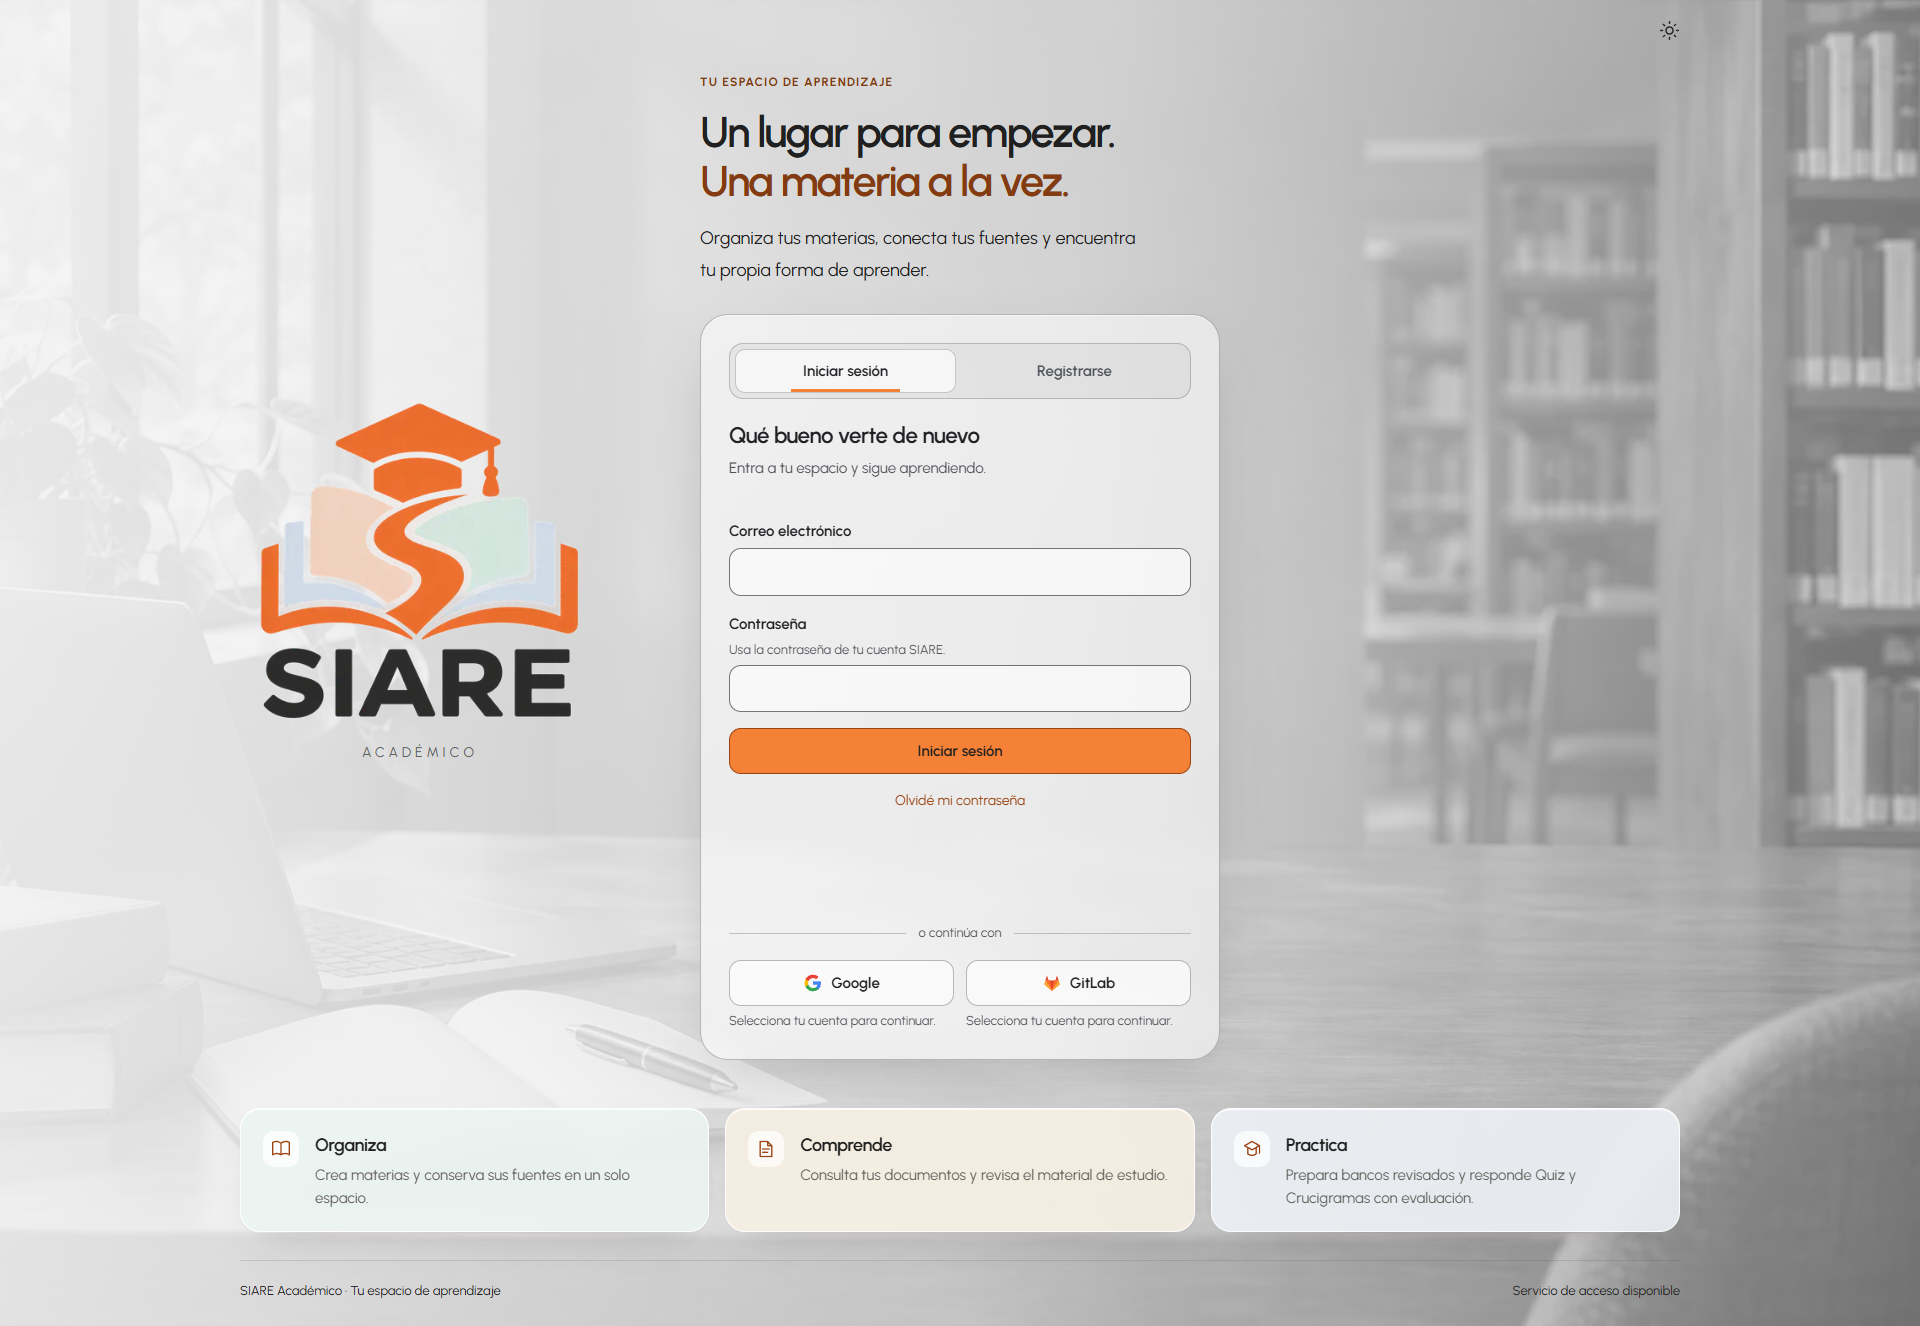 TU ESPACIO DE APRENDIZAJE
Un lugar para empezar.
Una materia a la vez.
Organiza tus materias, conecta tus fuentes y encuentra
tu propia forma de aprender.
SIARE
ACADÉMICO
Iniciar sesión
Registrarse
Qué bueno verte de nuevo
Entra a tu espacio y sigue aprendiendo.
Correo electrónico
Contraseña
Usa la contraseña de tu cuenta SIARE.
Iniciar sesión
Olvidé mi contraseña
o continúa con
Google
GitLab
Selecciona tu cuenta para continuar.
Selecciona tu cuenta para continuar.
Organiza
Crea materias y conserva sus fuentes en un solo
espacio.
Comprende
Consulta tus documentos y revisa el material de estudio.
Practica
Prepara bancos revisados y responde Quiz y
Crucigramas con evaluación.
SIARE Académico · Tu espacio de aprendizaje
Servicio de acceso disponible